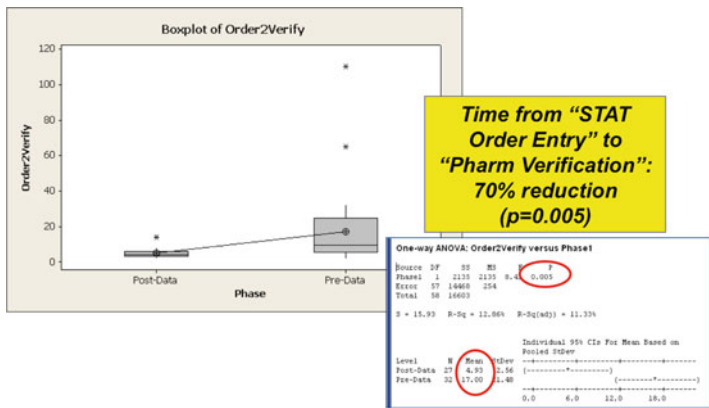 Boxplot of Order2Verify
120
100
80
60
40
20
0
Order2Verify
Post-Data
Pre-Data
Phase
Time from “STAT
Order Entry” to
“Pharm Verification”:
70% reduction
(p=0.005)
One-way ANOVA: Order2Verify versus Phase1
Source DF SS MS P
Phase1 1 2135 2135 0.005
Error 57 14468 254
Total 58 16603
S = 15.93 R-Sq = 12.86% R-Sq(adj) = 11.33%
Individual 95% CIs For Mean Based on
Pooled StDev
Level N Mean StDev
Post-Data 27 4.93 2.56
Pre-Data 32 17.00
0.0 6.0 12.0 18.0